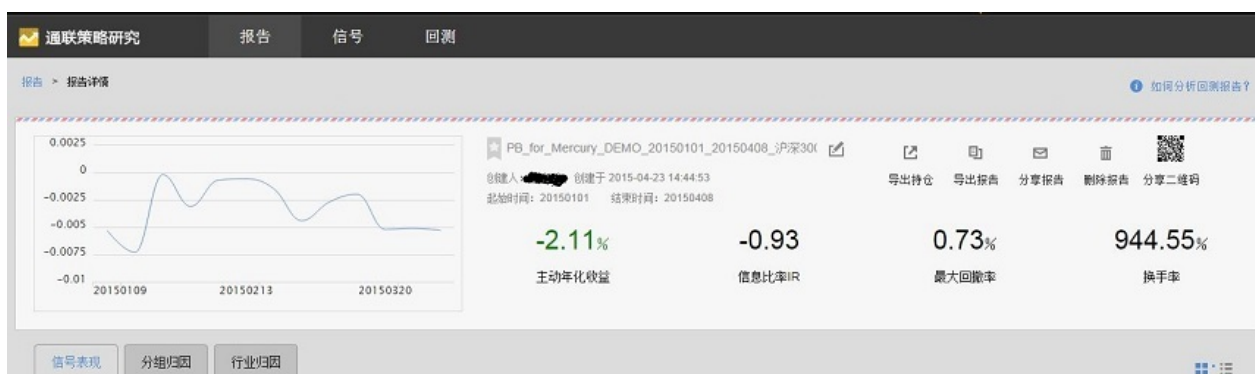 通联策略研究 报告 信号 回测
报告 > 报告详情
如何分析回测报告?
0.0025
0
-0.0025
-0.005
-0.0075
-0.01
20150109 20150213 20150320
PB_for_Mercury_DEMO_20150101_20150408_沪深30(
创建人: 创建于 2015-04-23 14:44:53
起始时间: 20150101 结束时间: 20150408
导出持仓 导出报告 分享报告 删除报告 分享二维码
-2.11% -0.93 0.73% 944.55%
主动年化收益 信息比率IR 最大回撤率 换手率
信号表现 分组归因 行业归因